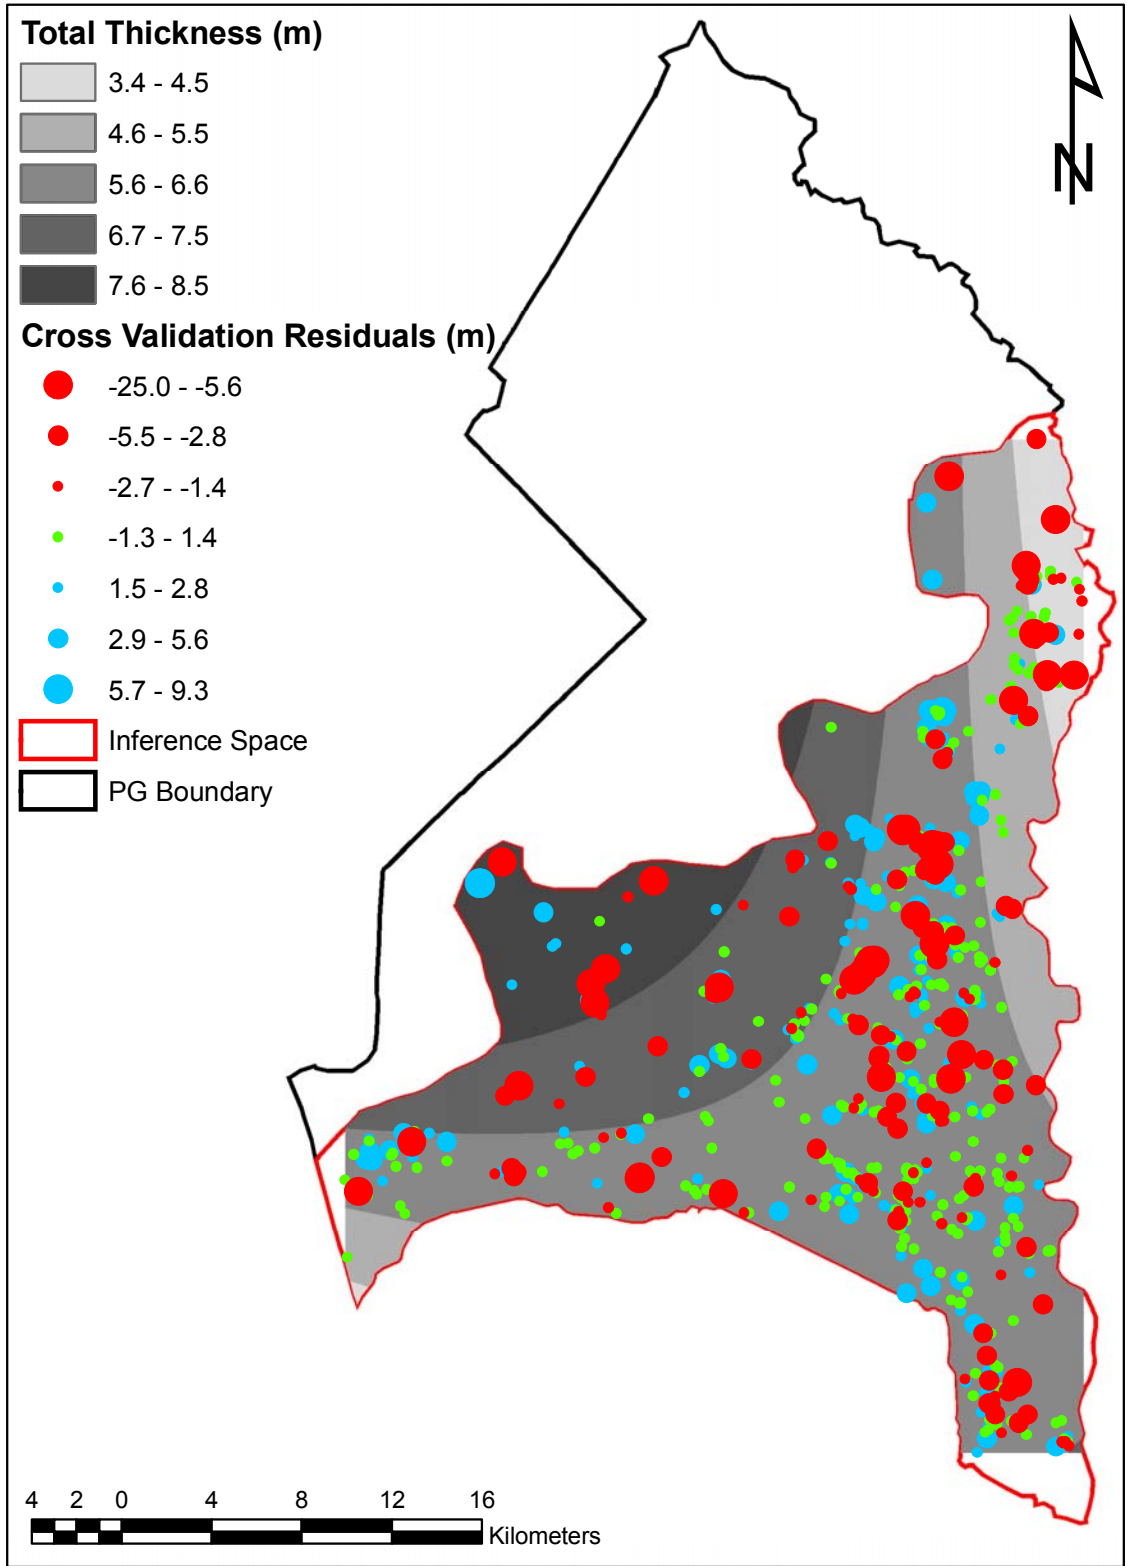 Total Thickness (m)
3.4 - 4.5
4.6 - 5.5
5.6 - 6.6
6.7 - 7.5
7.6 - 8.5
Cross Validation Residuals (m)
-25.0 - -5.6
-5.5 - -2.8
-2.7 - -1.4
-1.3 - 1.4
1.5 - 2.8
2.9 - 5.6
5.7 - 9.3
Inference Space
PG Boundary
N
4 2 0 4 8 12 16
Kilometers